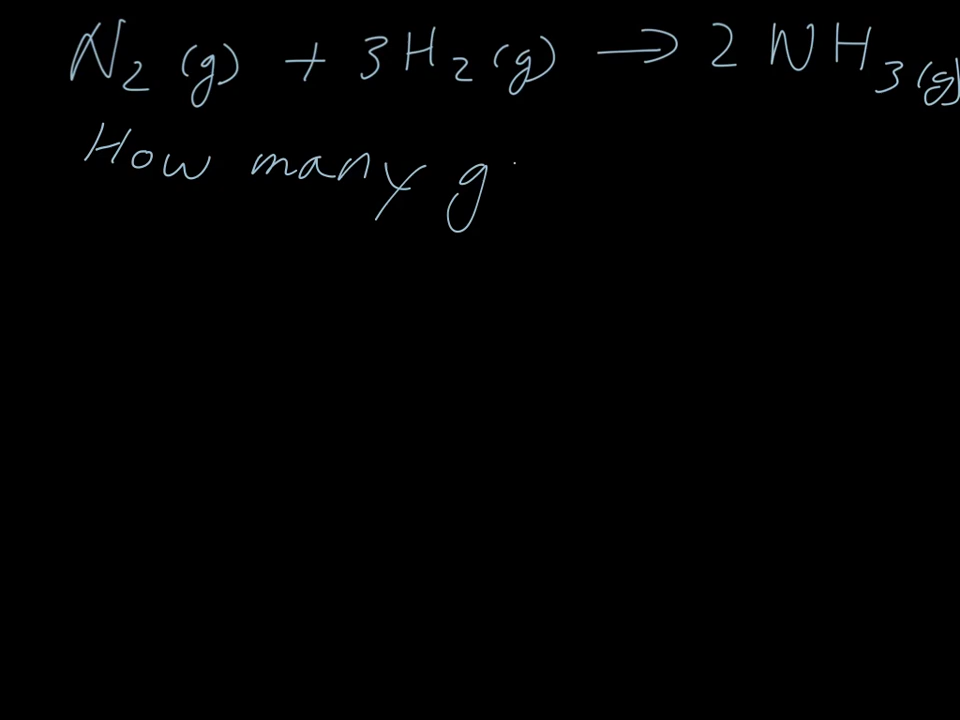 N₂ (g) + 3H₂ (g) → 2 NH₃ (g)
How many g